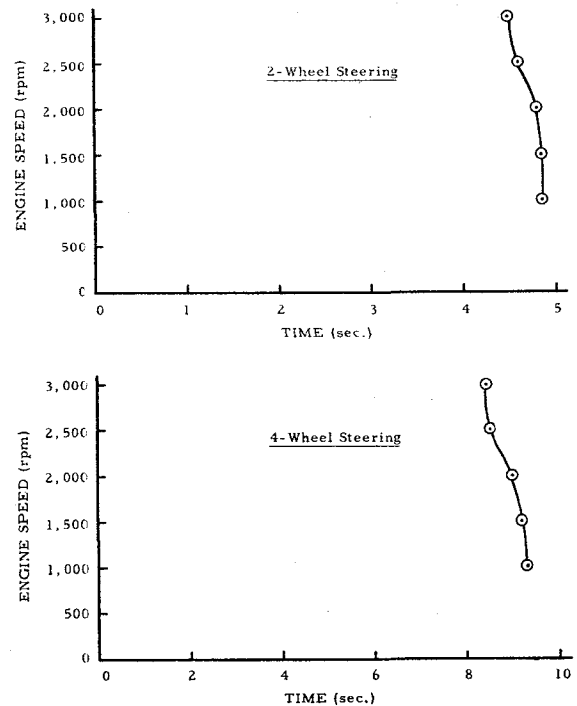 3,000
2,500
2,000
1,500
1,000
500
0
ENGINE SPEED (rpm)
2-Wheel Steering
0 1 2 3 4 5
TIME (sec.)
3,000
2,500
2,000
1,500
1,000
500
0
ENGINE SPEED (rpm)
4-Wheel Steering
0 2 4 6 8 10
TIME (sec.)